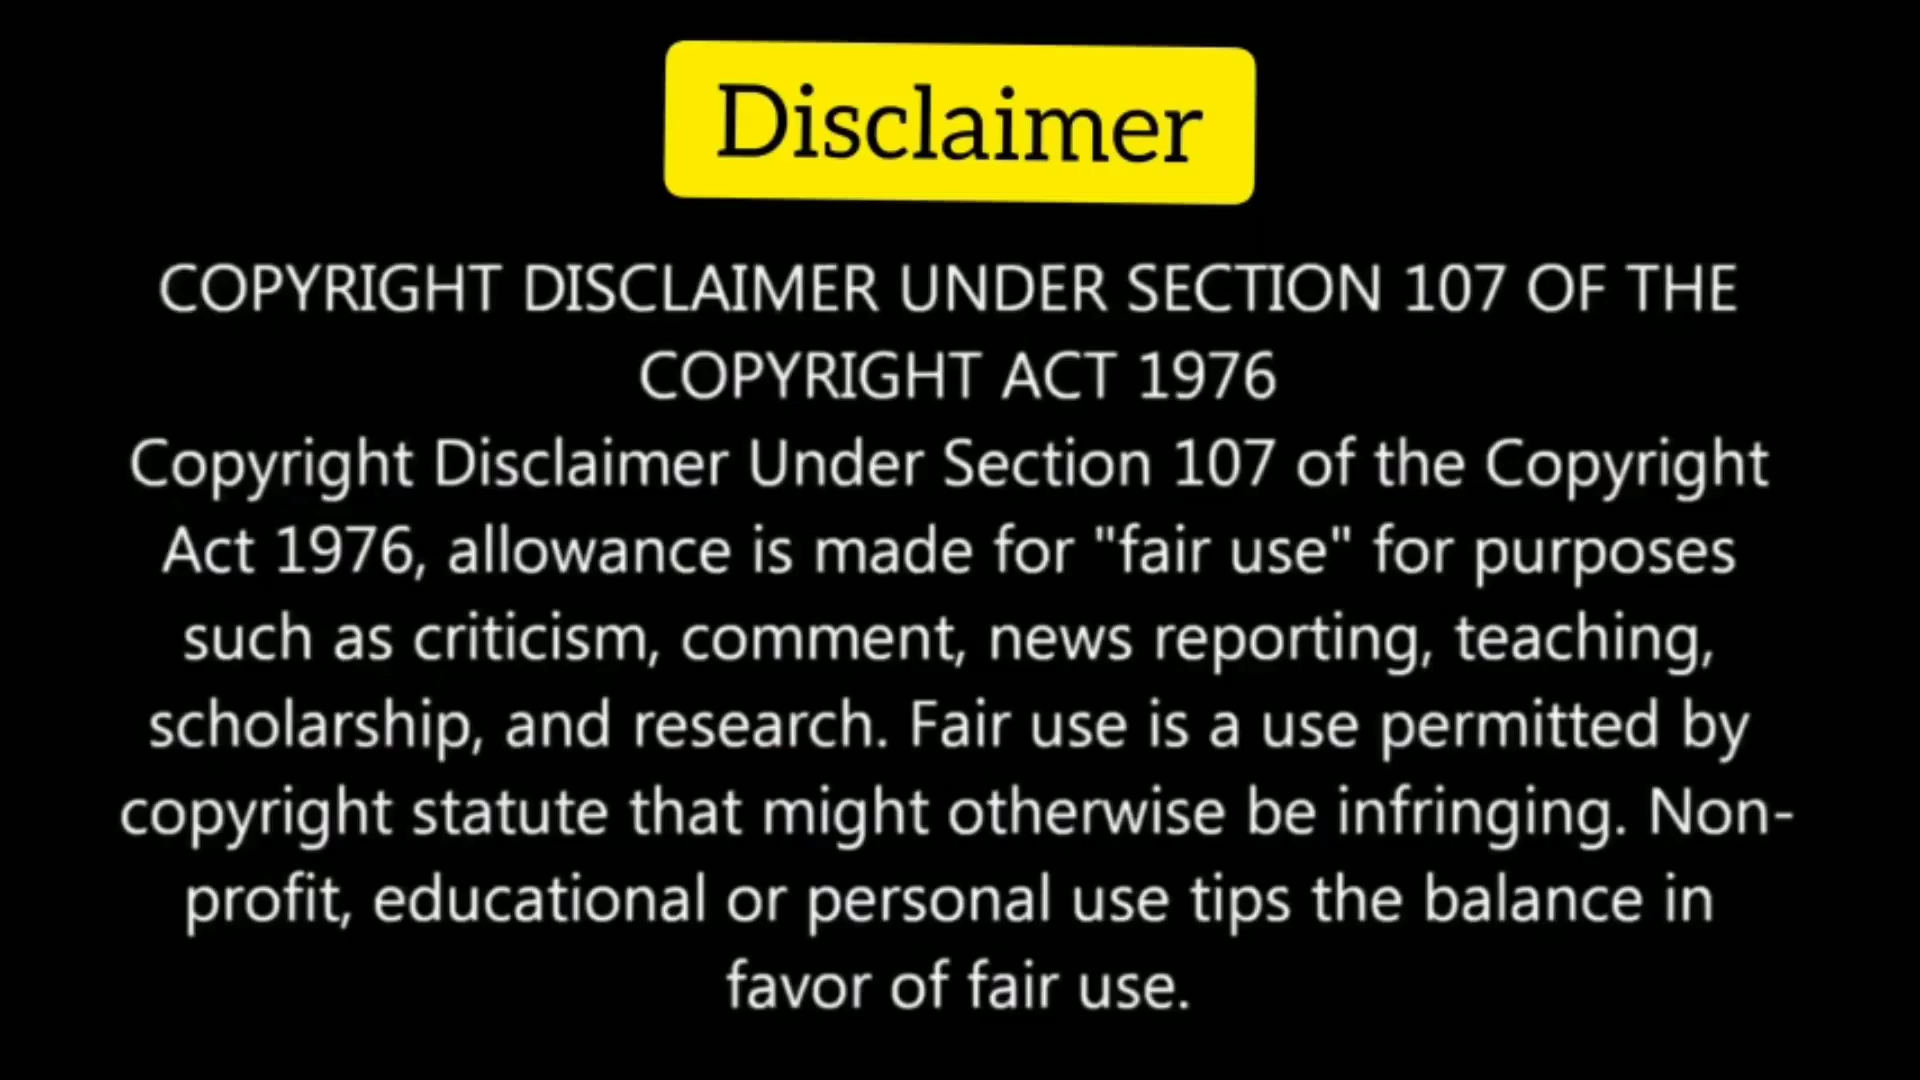 Disclaimer
COPYRIGHT DISCLAIMER UNDER SECTION 107 OF THE
COPYRIGHT ACT 1976
Copyright Disclaimer Under Section 107 of the Copyright
Act 1976, allowance is made for "fair use" for purposes
such as criticism, comment, news reporting, teaching,
scholarship, and research. Fair use is a use permitted by
copyright statute that might otherwise be infringing. Non-
profit, educational or personal use tips the balance in
favor of fair use.